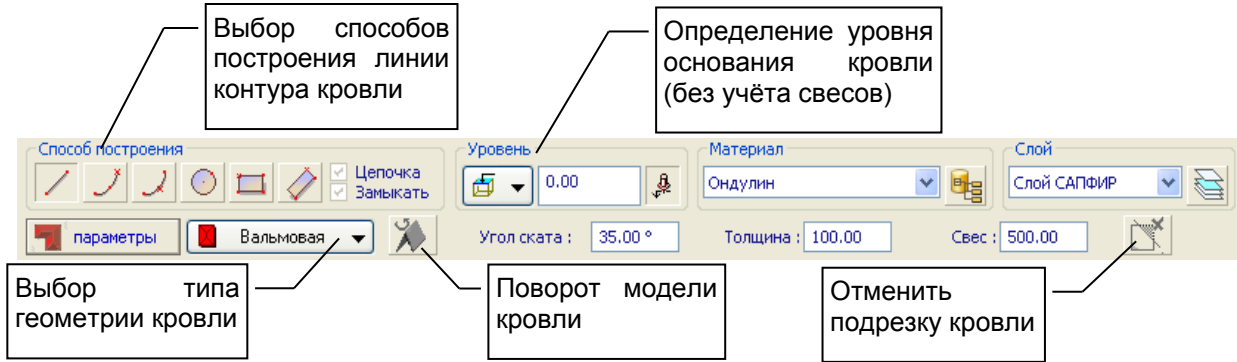 Выбор способов
построения линии
контура кровли
Определение уровня
основания кровли
(без учёта свесов)
Способ построения
Цепочка
Замыкать
Уровень
0.00
Материал
Ондулин
Слой
Слой САПФИР
параметры
Вальмовая
Угол ската :
35.00 °
Толщина :
100.00
Свес :
500.00
Выбор типа
геометрии кровли
Поворот модели
кровли
Отменить
подрезку кровли